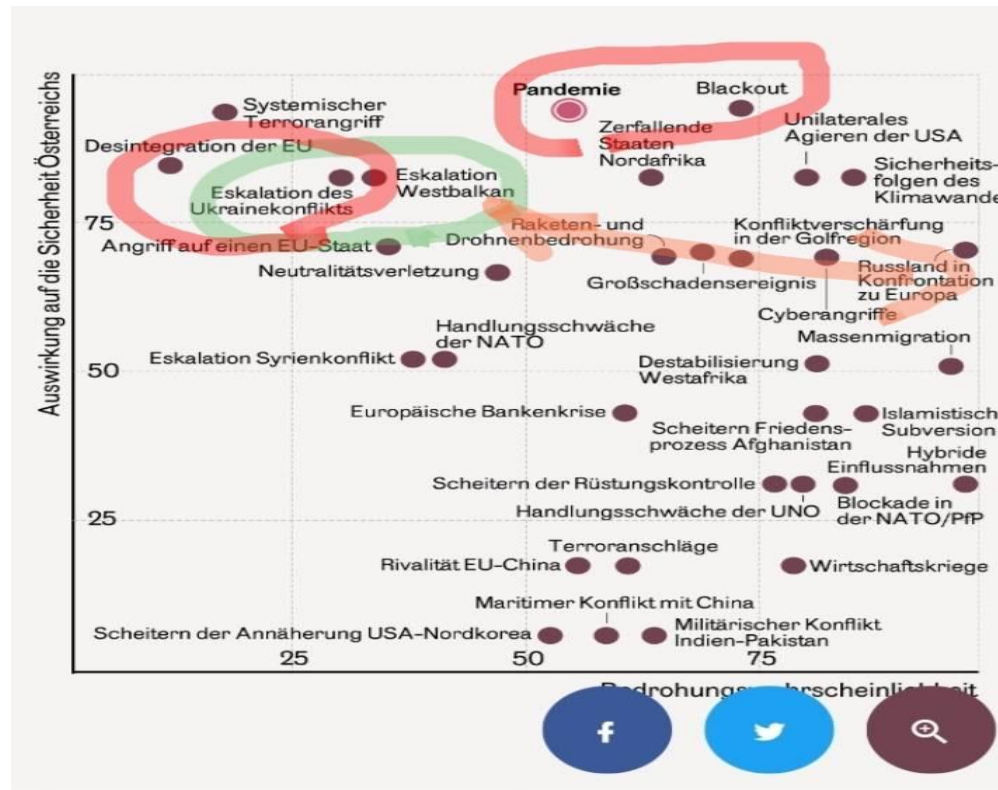 Auswirkung auf die Sicherheit Österreichs
Pandemie
Blackout
Systemischer
Terrorangriff
Unilaterales
Agieren der USA
Zerfallende
Staaten
Nordafrika
Desintegration der EU
Sicherheits-
folgen des
Klimawande
Eskalation
Westbalkan
Eskalation des
Ukrainekonflikts
75
Raketen- und
Drohnenbedrohung
Konfliktverschärfung
in der Golfregion
Angriff auf einen EU-Staat
Neutralitätsverletzung
Großschadensereignis
Russland in
Konfrontation
zu Europa
Cyberangriffe
Handlungsschwäche
der NATO
Massenmigration
Eskalation Syrienkonflikt
Destabilisierung
Westafrika
50
Europäische Bankenkrise
Scheitern Friedens-
prozess Afghanistan
Islamistisch
Subversion
Hybride
Einflussnahmen
Scheitern der Rüstungskontrolle
Handlungsschwäche der UNO
Blockade in
der NATO/PfP
25
Terroranschläge
Rivalität EU-China
Wirtschaftskriege
Maritimer Konflikt mit China
Scheitern der Annäherung USA-Nordkorea
Militärischer Konflikt
Indien-Pakistan
25 50 75